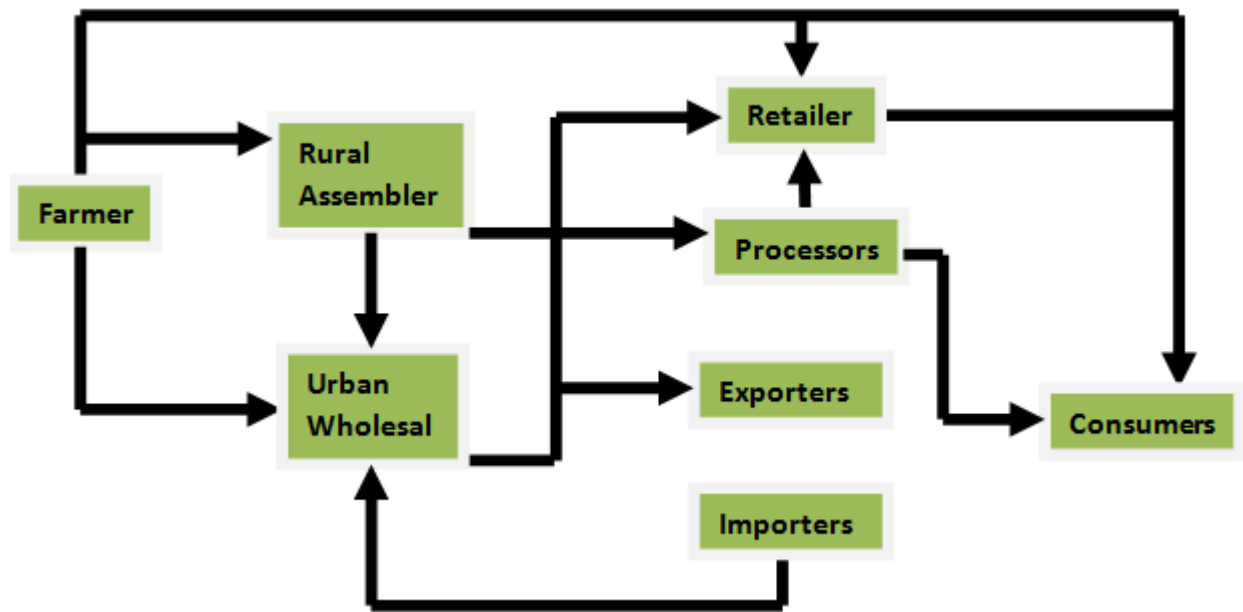 Retailer
Rural
Assembler
Farmer
Processors
Urban
Wholesal
Exporters
Consumers
Importers